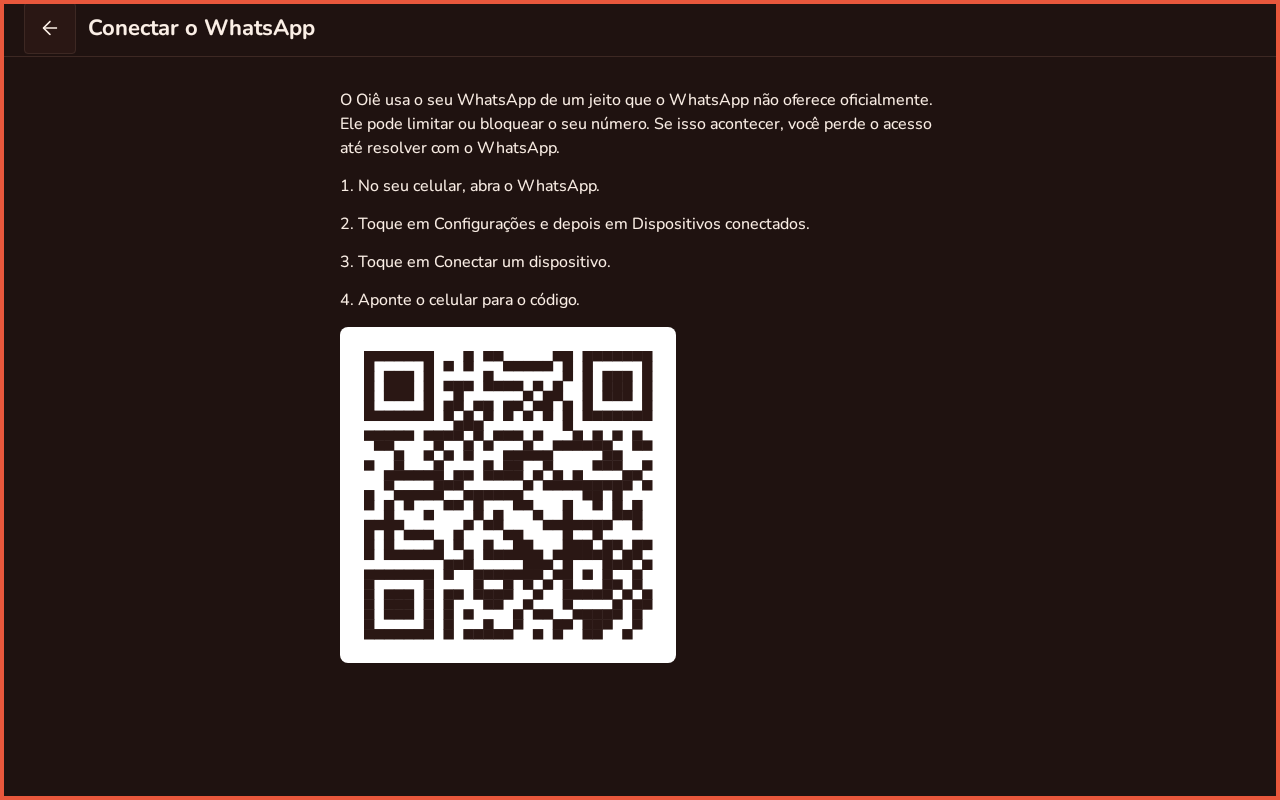 Conectar o WhatsApp
O Oiê usa o seu WhatsApp de um jeito que o WhatsApp não oferece oficialmente.
Ele pode limitar ou bloquear o seu número. Se isso acontecer, você perde o acesso
até resolver com o WhatsApp.
1. No seu celular, abra o WhatsApp.
2. Toque em Configurações e depois em Dispositivos conectados.
3. Toque em Conectar um dispositivo.
4. Aponte o celular para o código.